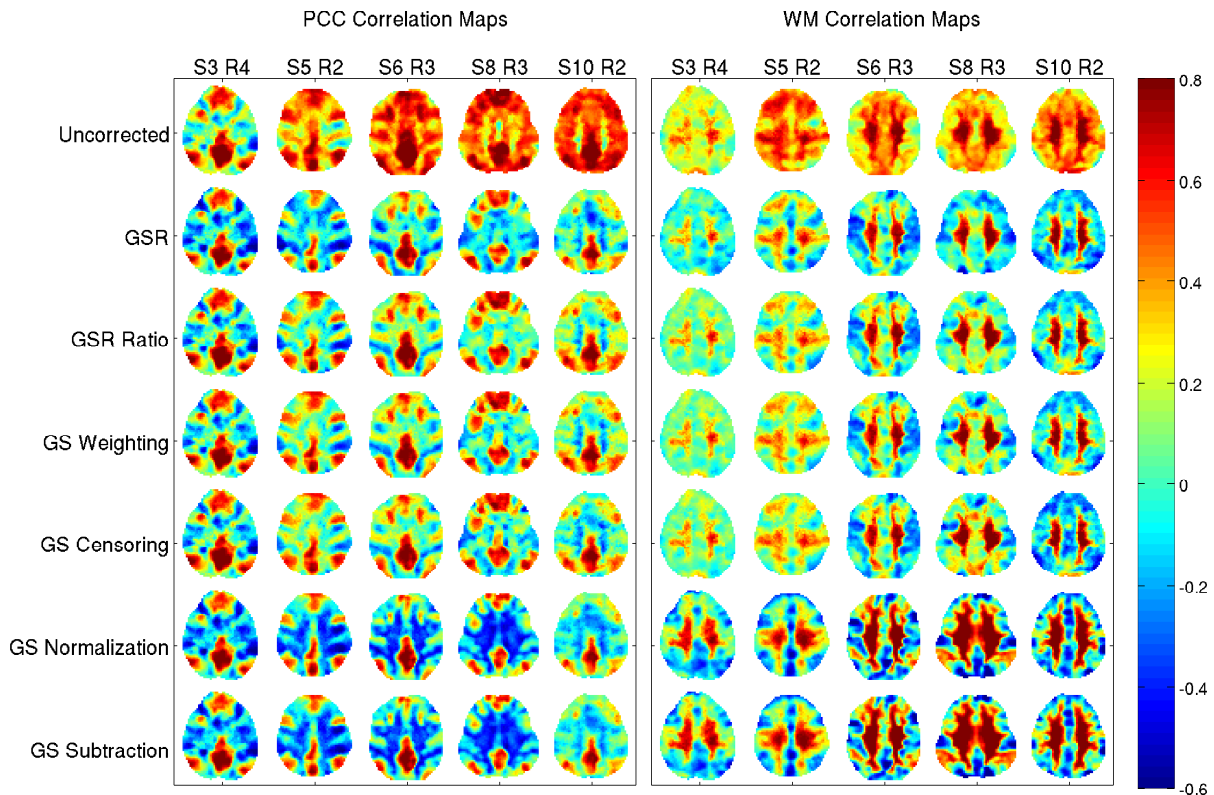 PCC Correlation Maps
WM Correlation Maps
S3 R4 S5 R2 S6 R3 S8 R3 S10 R2
S3 R4 S5 R2 S6 R3 S8 R3 S10 R2
Uncorrected
GSR
GSR Ratio
GS Weighting
GS Censoring
GS Normalization
GS Subtraction
0.8
0.6
0.4
0.2
0
-0.2
-0.4
-0.6